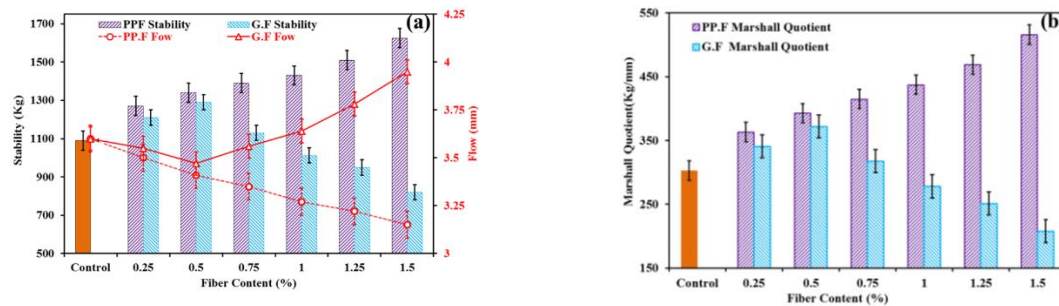 (a)
PPF Stability
G.F Stability
PP.F Fow
G.F Fow
Stability (Kg)
1700
1500
1300
1100
900
700
500
Flow (mm)
4.25
4
3.75
3.5
3.25
3
Control 0.25 0.5 0.75 1 1.25 1.5
Fiber Content (%)
(b)
PP.F Marshall Quotient
G.F Marshall Quotient
Marshall Quotient(Kg/mm)
550
450
350
250
150
Control 0.25 0.5 0.75 1 1.25 1.5
Fiber Content (%)